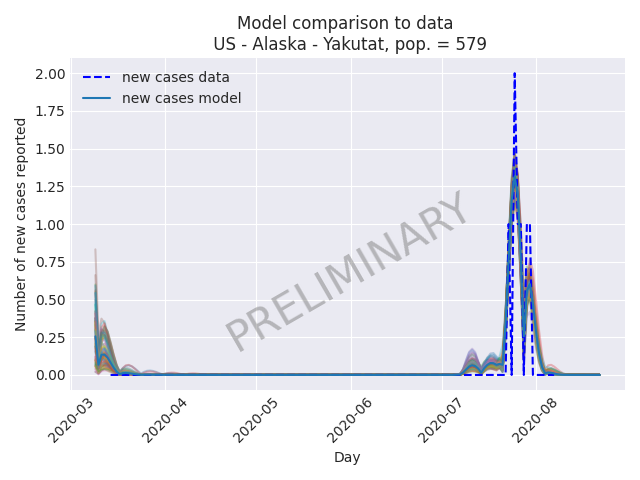 Model comparison to data
US - Alaska - Yakutat, pop. = 579
2.00
1.75
1.50
1.25
1.00
0.75
0.50
0.25
0.00
Number of new cases reported
new cases data
new cases model
PRELIMINARY
2020-03
2020-04
2020-05
2020-06
2020-07
2020-08
Day